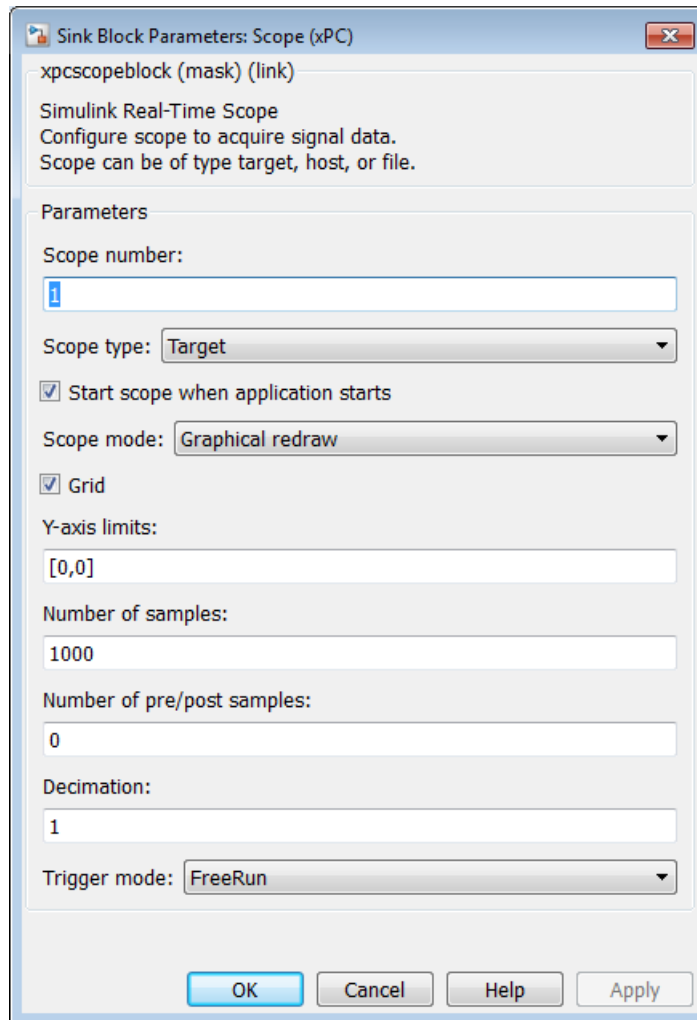 Sink Block Parameters: Scope (xPC)
xpcscopeblock (mask) (link)
Simulink Real-Time Scope
Configure scope to acquire signal data.
Scope can be of type target, host, or file.
Parameters
Scope number:
1
Scope type: Target
Start scope when application starts
Scope mode: Graphical redraw
Grid
Y-axis limits:
[0,0]
Number of samples:
1000
Number of pre/post samples:
0
Decimation:
1
Trigger mode: FreeRun
OK Cancel Help Apply